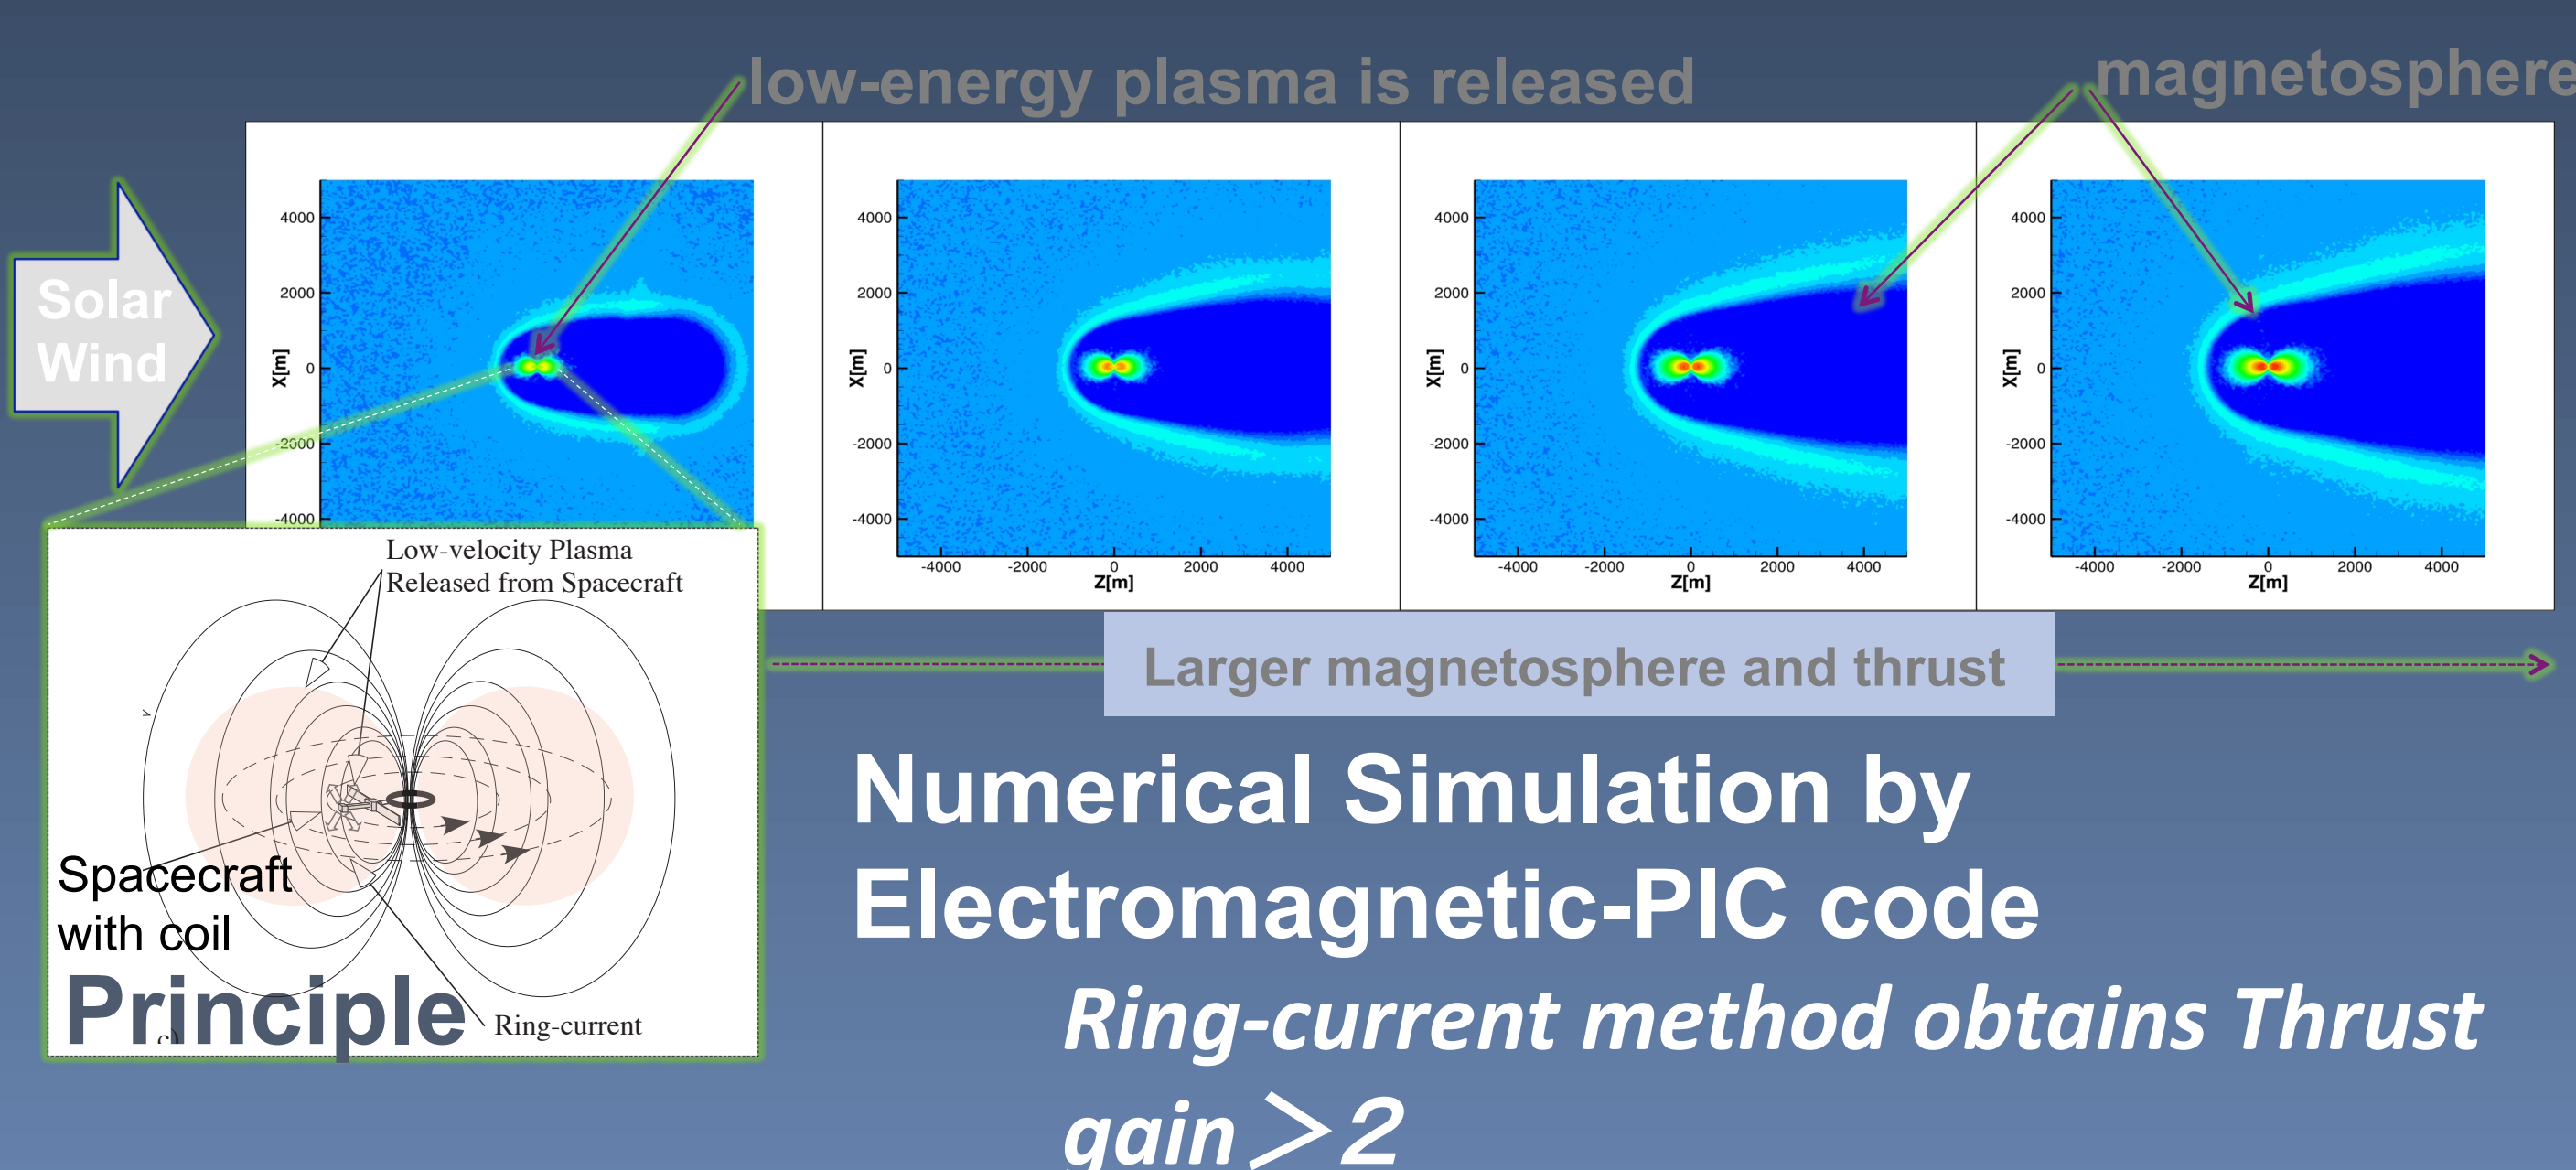 low-energy plasma is released
magnetosphere
Solar
Wind
4000
2000
0
-2000
-4000
X[m]
4000
2000
0
-2000
-4000
X[m]
-4000 -2000 0 2000 4000
Z[m]
4000
2000
0
-2000
-4000
X[m]
-4000 -2000 0 2000 4000
Z[m]
4000
2000
0
-2000
-4000
X[m]
-4000 -2000 0 2000 4000
Z[m]
Low-velocity Plasma
Released from Spacecraft
Spacecraft
with coil
Principle
c)
Ring-current
Larger magnetosphere and thrust
Numerical Simulation by
Electromagnetic-PIC code
Ring-current method obtains Thrust
gain＞2